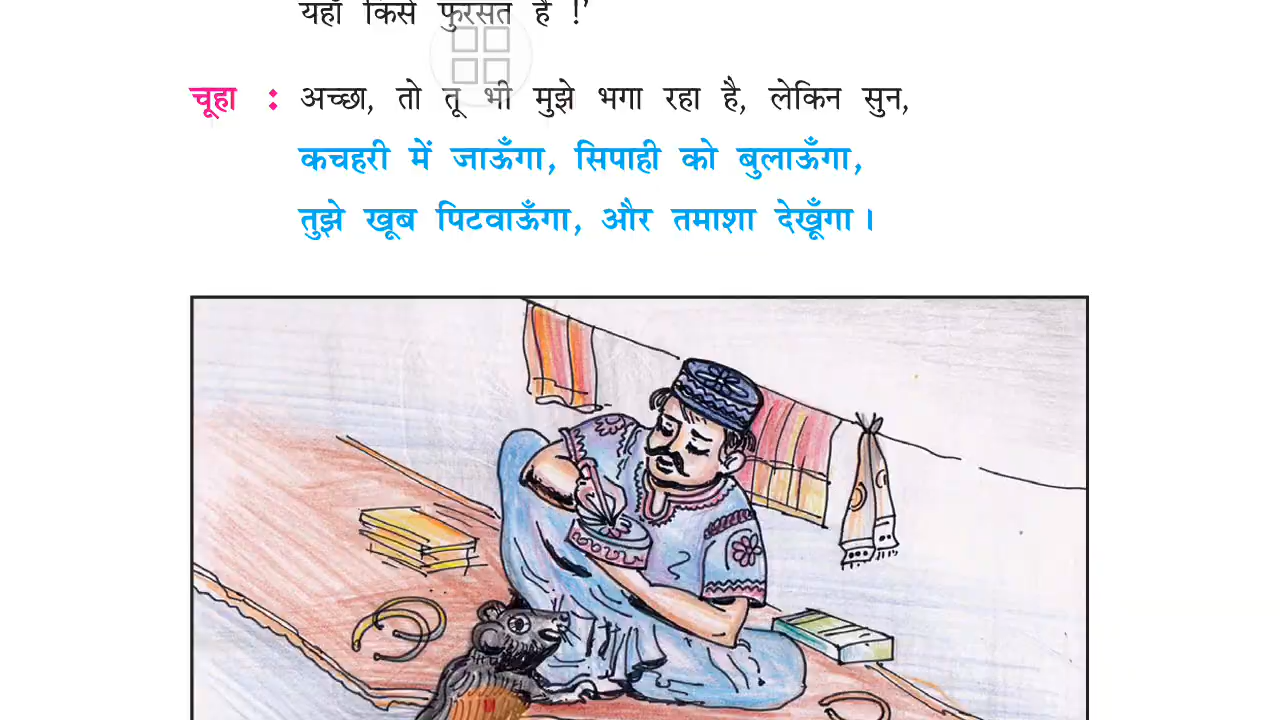 यहाँ किसे फुरसत है !’
चूहा : अच्छा, तो तू भी मुझे भगा रहा है, लेकिन सुन,
कचहरी में जाऊँगा, सिपाही को बुलाऊँगा,
तुझे खूब पिटवाऊँगा, और तमाशा देखूँगा।